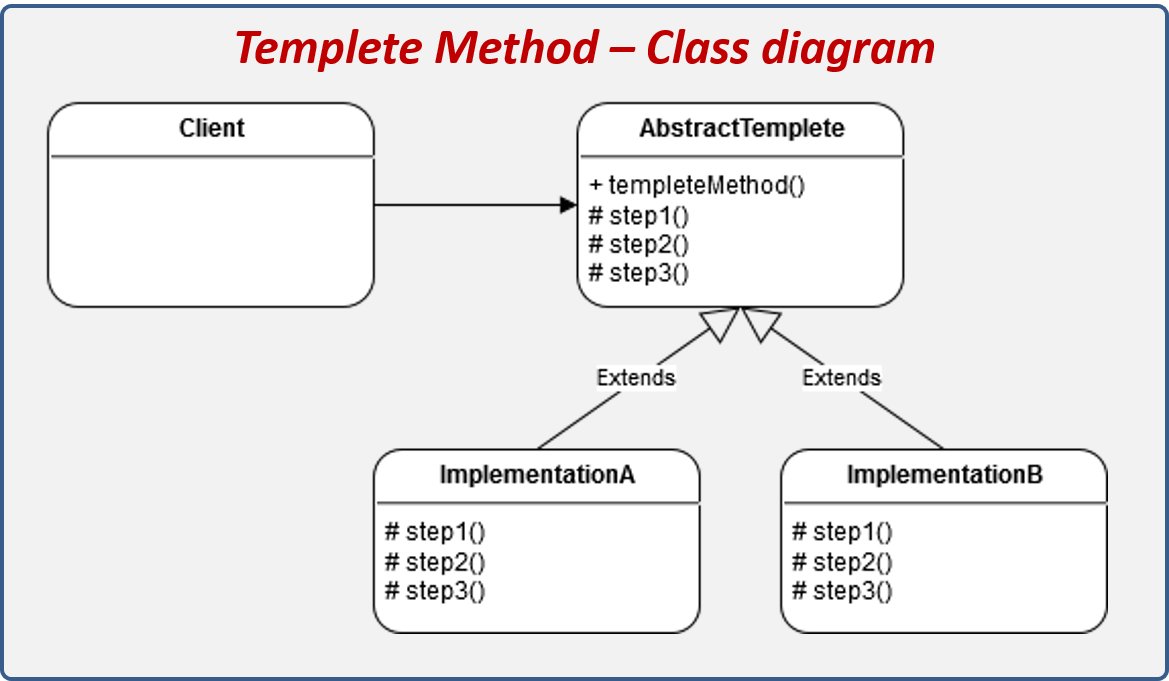 Templete Method – Class diagram
Client
AbstractTemplete
+ templeteMethod()
# step1()
# step2()
# step3()
Extends
Extends
ImplementationA
# step1()
# step2()
# step3()
ImplementationB
# step1()
# step2()
# step3()